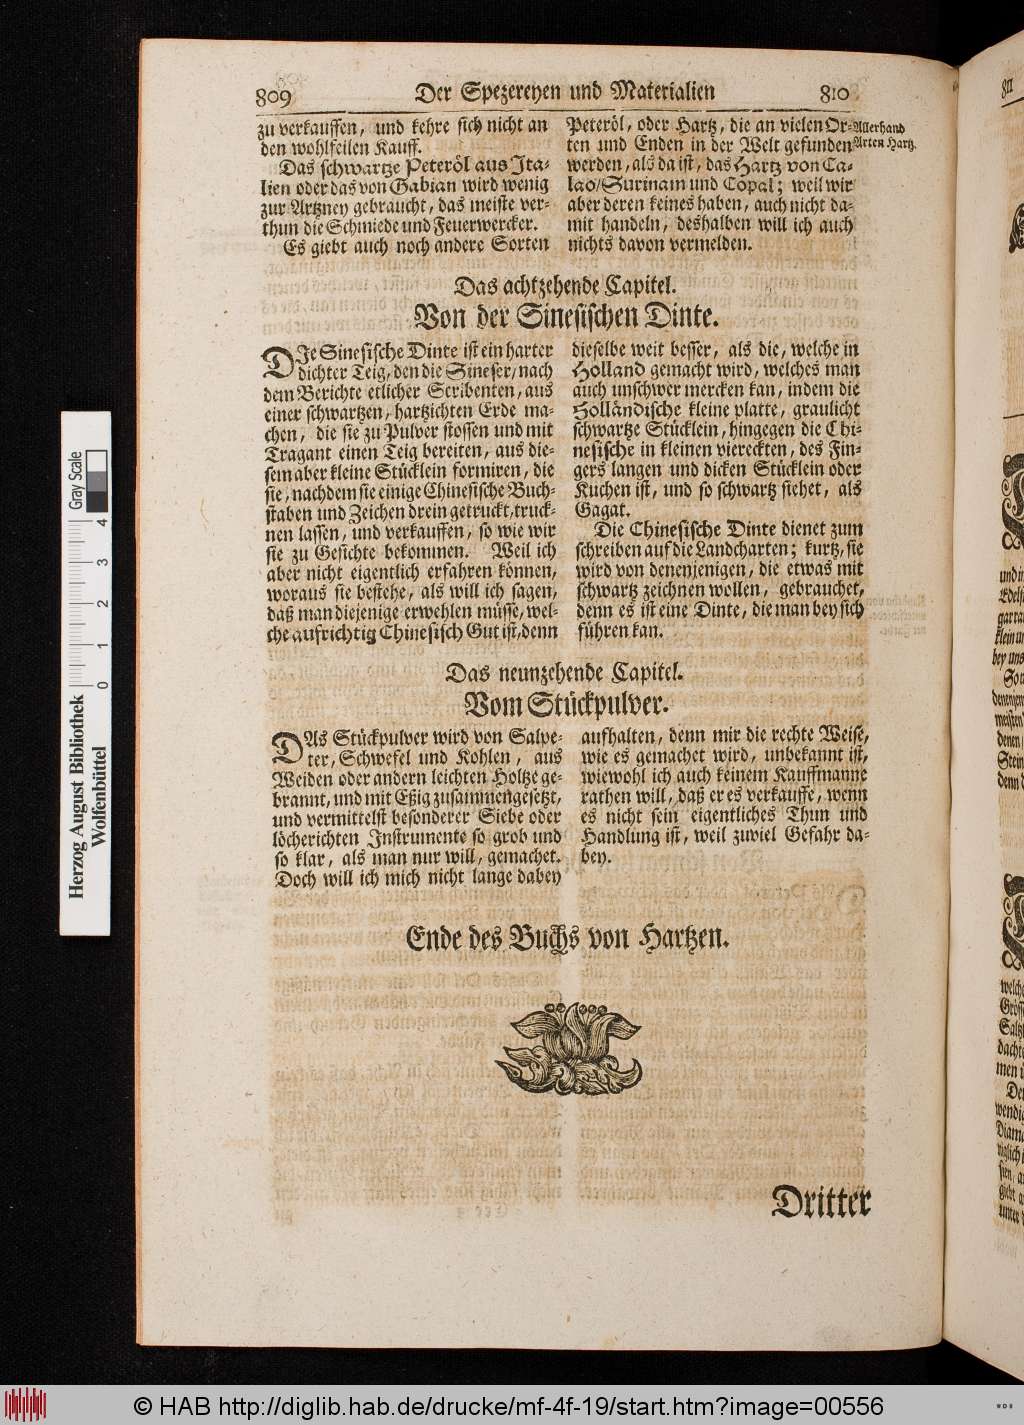 809
Der Spezereyen und Materialien
810
zu verkauffen, und kehre sich nicht an
den wohlfeilen Kauff.
Das schwartze Peteröl aus Ita-
lien oder das von Gabian wird wenig
zur Artzney gebraucht, das meiste ver-
thun die Schmiede und Feuerwercker.
Es giebt auch noch andere Sorten
Peteröl, oder Hartz, die an vielen Or-
ten und Enden in der Welt gefunden
werden, als da ist, das Hartz von Ca-
lao/Surinam und Copal; weil wir
aber deren keines haben, auch nicht da-
mit handeln, deshalben will ich auch
nichts davon vermelden.
Allerhand
Arten Hartz.
Das achtzehende Capitel.
Von der Sinesischen Dinte.
DIe Sinesische Dinte ist ein harter
dichter Teig, den die Sineser/nach
dem Berichte etlicher Scribenten, aus
einer schwartzen, hartzichten Erde ma-
chen, die sie zu Pulver stossen und mit
Tragant einen Teig bereiten, aus die-
sem aber kleine Stücklein formiren, die
sie, nachdem sie einige Chinesische Buch-
staben und Zeichen drein getruckt, truck-
nen lassen, und verkauffen, so wie wir
sie zu Gesichte bekommen. Weil ich
aber nicht eigentlich erfahren können,
woraus sie bestehe, als will ich sagen,
daß man diejenige erwehlen müsse, wel-
che aufrichtig Chinesisch Gut ist, denn
dieselbe weit besser, als die, welche in
Holland gemacht wird, welches man
auch unschwer mercken kan, indem die
Holländische kleine platte, graulicht
schwartze Stücklein, hingegen die Chi-
nesische in kleinen viereckten, des Fin-
gers langen und dicken Stücklein oder
Kuchen ist, und so schwartz siehet, als
Gagat.
Die Chinesische Dinte dienet zum
schreiben auf die Landcharten; kurtz, sie
wird von denenjenigen, die etwas mit
schwartz zeichnen wollen, gebrauchet,
denn es ist eine Dinte, die man bey sich
führen kan.
Das neunzehende Capitel.
Vom Stückpulver.
DAs Stückpulver wird von Salpe-
ter, Schwefel und Kohlen, aus
Weiden oder andern leichten Holtze ge-
brannt, und mit Eßig zusammengesetzt,
und vermittelst besonderer Siebe oder
löcherichten Instrumente so grob und
so klar, als man nur will, gemachet.
Doch will ich mich nicht lange dabey
aufhalten, denn mir die rechte Weise,
wie es gemachet wird, unbekannt ist,
wiewohl ich auch keinem Kauffmanne
rathen will, daß er es verkauffe, wenn
es nicht sein eigentliches Thun und
Handlung ist, weil zuviel Gefahr da-
bey.
Ende des Buchs von Hartzen.
Dritter
Gray Scale
0 1 2 3 4
Herzog August Bibliothek
Wolfenbüttel
© HAB http://diglib.hab.de/drucke/mf-4f-19/start.htm?image=00556